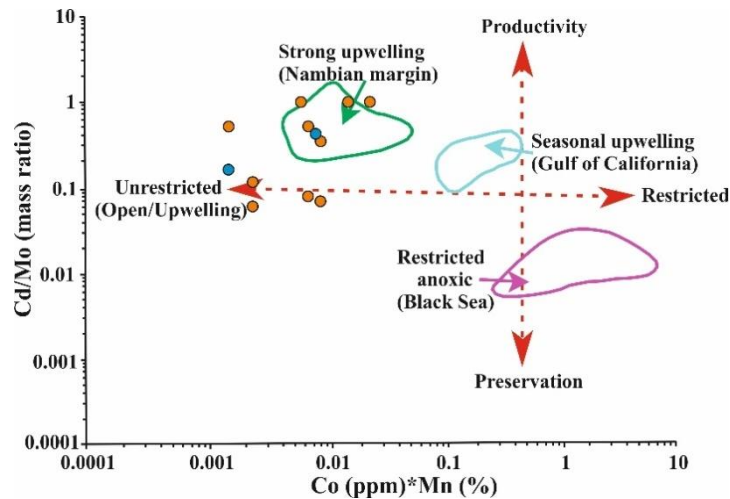 10
Productivity
Strong upwelling
(Nambian margin)
1
Seasonal upwelling
(Gulf of California)
0.1
Unrestricted
(Open/Upwelling)
Restricted
Cd/Mo (mass ratio)
0.01
Restricted
anoxic
(Black Sea)
0.001
Preservation
0.0001
0.0001
0.001
0.01
0.1
1
10
Co (ppm)*Mn (%)